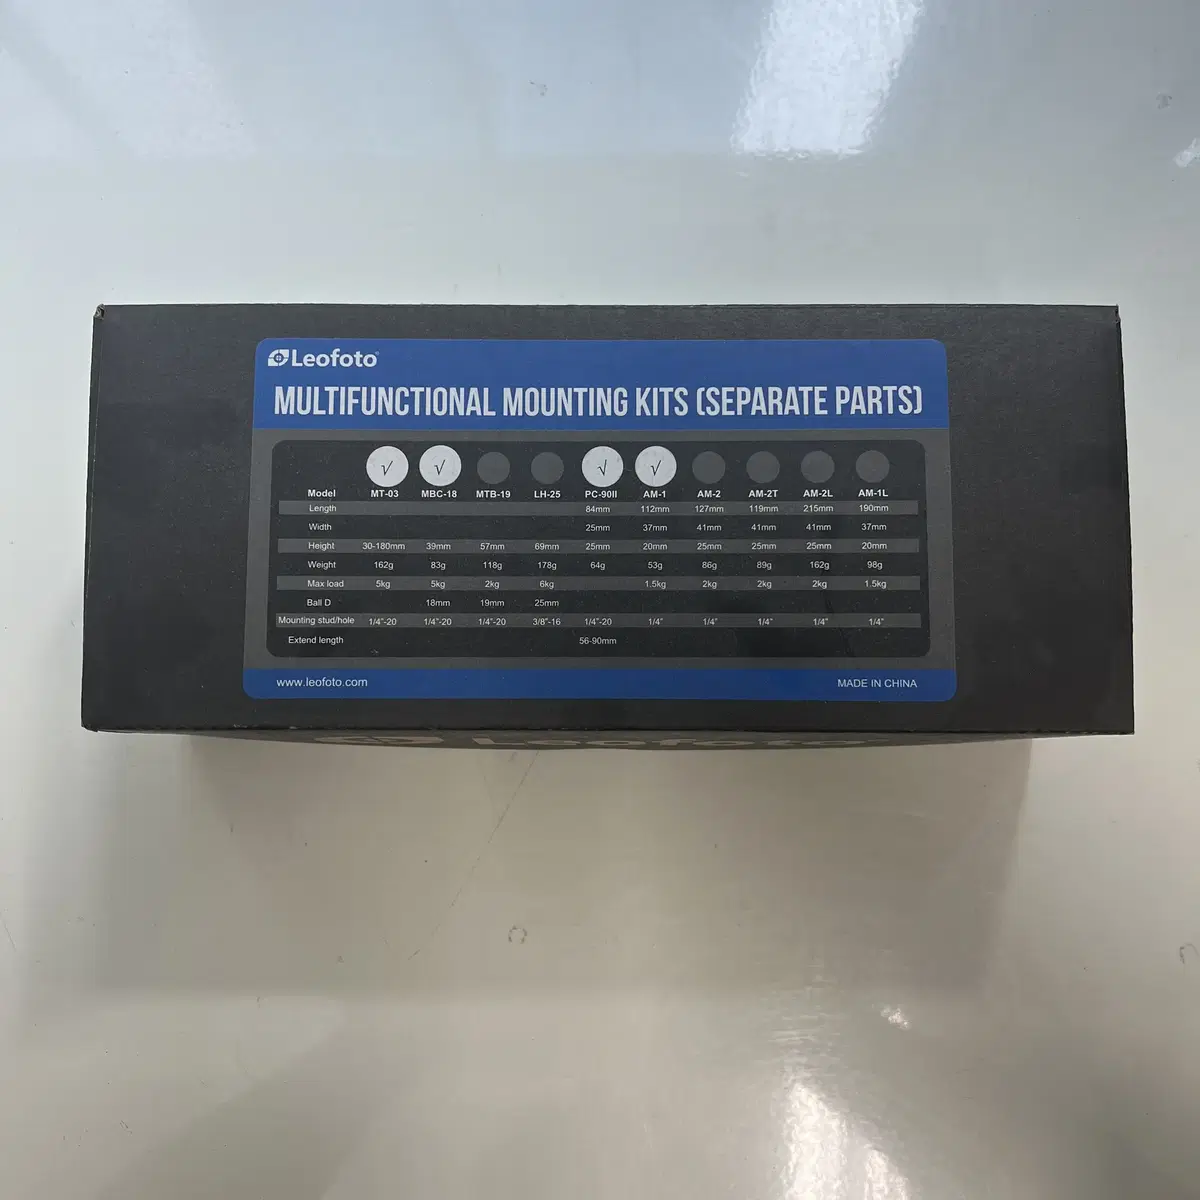 Leofoto
MULTIFUNCTIONAL MOUNTING KITS (SEPARATE PARTS)
√ √ √ √
Model MT-03 MBC-18 MTB-19 LH-25 PC-90II AM-1 AM-2 AM-2T AM-2L AM-1L
Length 84mm 112mm 127mm 119mm 215mm 190mm
Width 25mm 37mm 41mm 41mm 41mm 37mm
Height 30-180mm 39mm 57mm 69mm 25mm 20mm 25mm 25mm 25mm 20mm
Weight 162g 83g 118g 178g 64g 53g 86g 89g 162g 98g
Max load 5kg 5kg 2kg 6kg 1.5kg 2kg 2kg 2kg 1.5kg
Ball D 18mm 19mm 25mm
Mounting stud/hole 1/4"-20 1/4"-20 1/4"-20 3/8"-16 1/4"-20 1/4" 1/4" 1/4" 1/4" 1/4"
Extend length 56-90mm
www.leofoto.com MADE IN CHINA
Leofoto